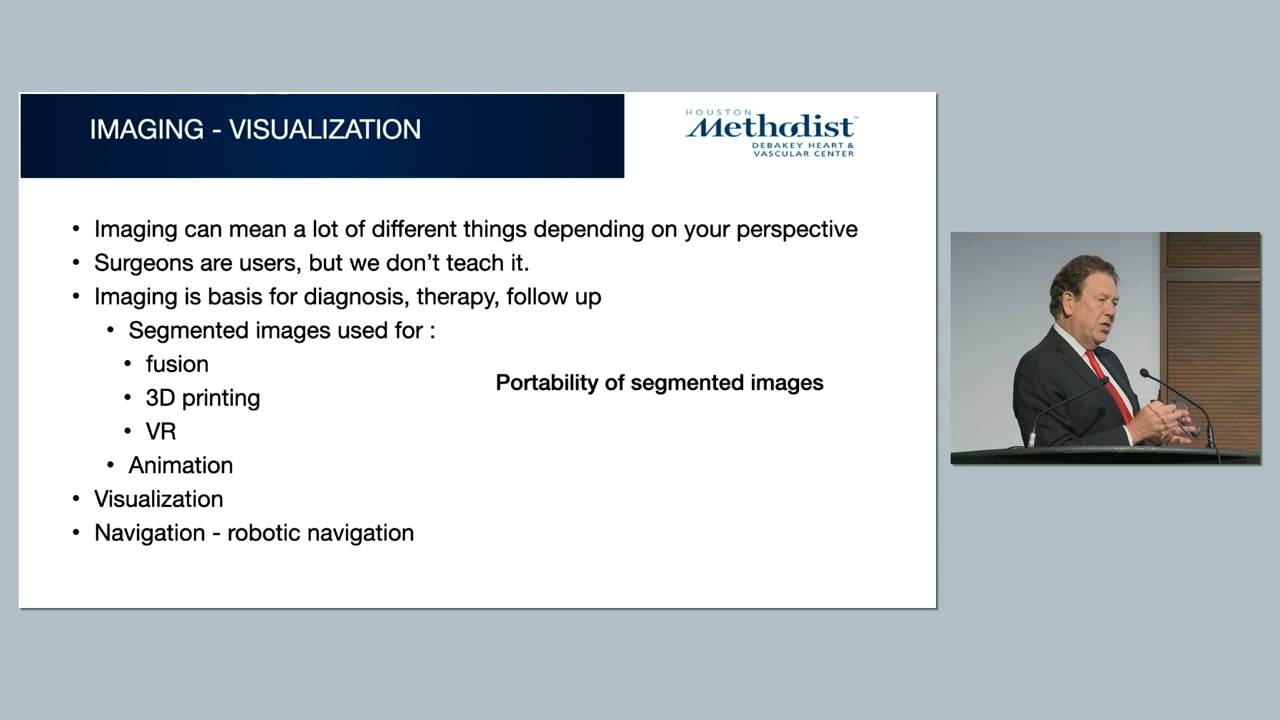 IMAGING - VISUALIZATION
HOUSTON
Methodist
DEBAKEY HEART &
VASCULAR CENTER
• Imaging can mean a lot of different things depending on your perspective
• Surgeons are users, but we don't teach it.
• Imaging is basis for diagnosis, therapy, follow up
• Segmented images used for :
• fusion
• 3D printing
• VR
• Animation
• Visualization
• Navigation - robotic navigation
Portability of segmented images